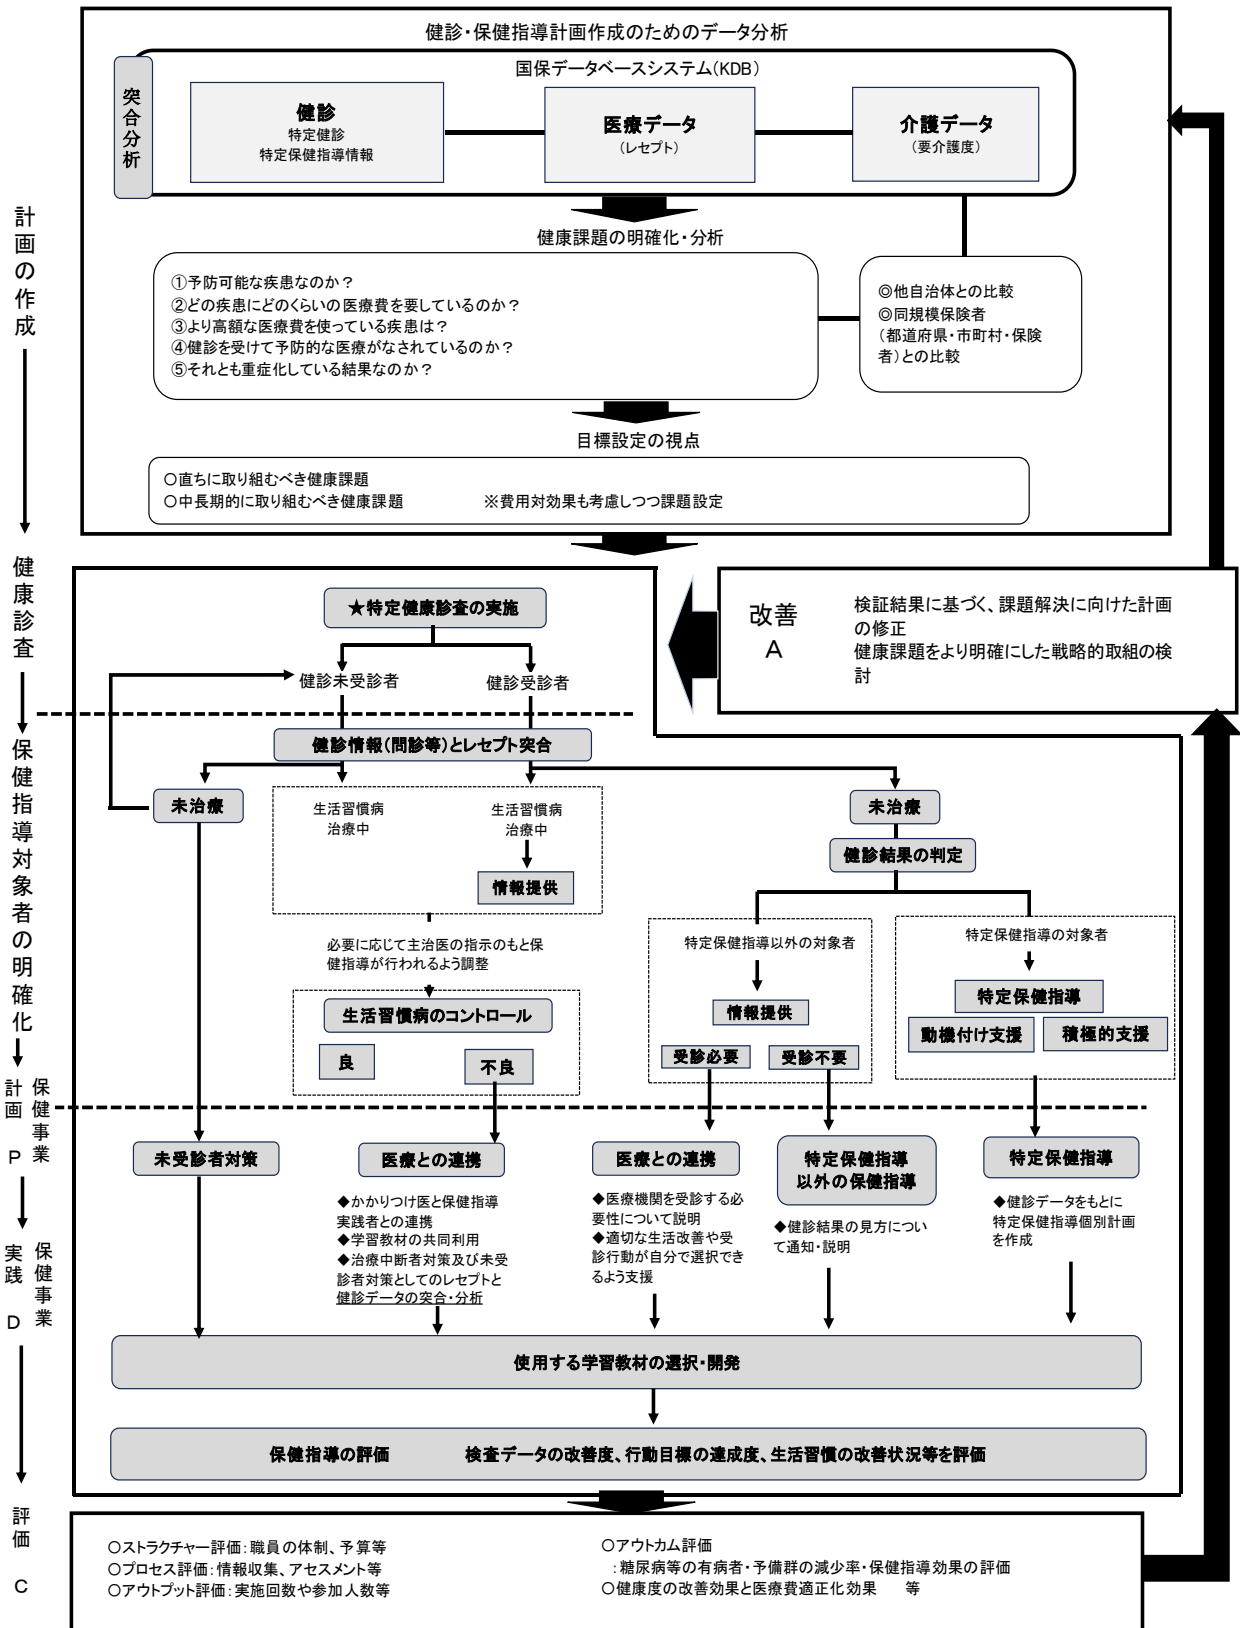 健診・保健指導計画作成のためのデータ分析
国保データベースシステム(KDB)
突合分析
健診
特定健診
特定保健指導情報
医療データ
(レセプト)
介護データ
(要介護度)
計画の作成
健康課題の明確化・分析
①予防可能な疾患なのか？
②どの疾患にどのくらいの医療費を要しているのか？
③より高額な医療費を使っている疾患は？
④健診を受けて予防的な医療がなされているのか？
⑤それとも重症化している結果なのか？
◎他自治体との比較
◎同規模保険者
(都道府県・市町村・保険
者)との比較
目標設定の視点
○直ちに取り組むべき健康課題
○中長期的に取り組むべき健康課題　※費用対効果も考慮しつつ課題設定
健康診査
★特定健康診査の実施
健診未受診者
健診受診者
改善
A
検証結果に基づく、課題解決に向けた計画
の修正
健康課題をより明確にした戦略的取組の検
討
保健指導対象者の明確化
健診情報(問診等)とレセプト突合
未治療
生活習慣病
治療中
生活習慣病
治療中
情報提供
未治療
健診結果の判定
必要に応じて主治医の指示のもと保
健指導が行われるよう調整
生活習慣病のコントロール
良
不良
特定保健指導以外の対象者
情報提供
受診必要
受診不要
特定保健指導の対象者
特定保健指導
動機付け支援
積極的支援
保健事業
計画 P
未受診者対策
医療との連携
◆かかりつけ医と保健指導
実践者との連携
◆学習教材の共同利用
◆治療中断者対策及び未受
診者対策としてのレセプトと
健診データの突合・分析
医療との連携
◆医療機関を受診する必
要性について説明
◆適切な生活改善や受
診行動が自分で選択でき
るよう支援
特定保健指導
以外の保健指導
◆健診結果の見方につい
て通知・説明
特定保健指導
◆健診データをもとに
特定保健指導個別計画
を作成
保健事業
実践 D
使用する学習教材の選択・開発
保健指導の評価　検査データの改善度、行動目標の達成度、生活習慣の改善状況等を評価
評価 C
○ストラクチャー評価：職員の体制、予算等
○プロセス評価：情報収集、アセスメント等
○アウトプット評価：実施回数や参加人数等
○アウトカム評価
：糖尿病等の有病者・予備群の減少率・保健指導効果の評価
○健康度の改善効果と医療費適正化効果　等